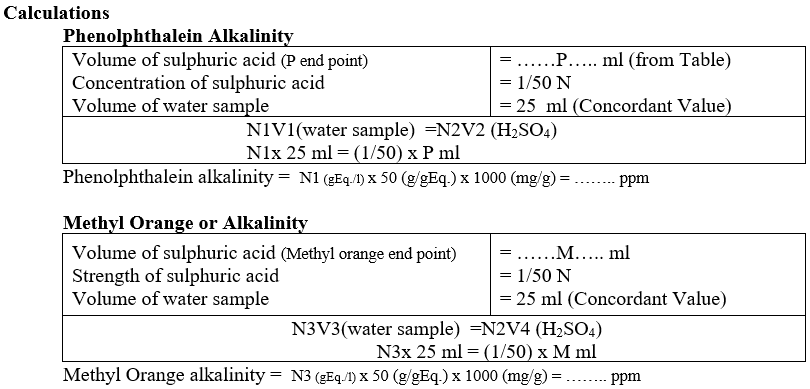 Calculations
Phenolphthalein Alkalinity
Volume of sulphuric acid (P end point) = ……P….. ml (from Table)
Concentration of sulphuric acid = 1/50 N
Volume of water sample = 25 ml (Concordant Value)
N1V1(water sample) =N2V2 (H₂SO₄)
N1x 25 ml = (1/50) x P ml
Phenolphthalein alkalinity = N1 (gEq./l) x 50 (g/gEq.) x 1000 (mg/g) = …….. ppm
Methyl Orange or Alkalinity
Volume of sulphuric acid (Methyl orange end point) = ……M….. ml
Strength of sulphuric acid = 1/50 N
Volume of water sample = 25 ml (Concordant Value)
N3V3(water sample) =N2V4 (H₂SO₄)
N3x 25 ml = (1/50) x M ml
Methyl Orange alkalinity = N3 (gEq./l) x 50 (g/gEq.) x 1000 (mg/g) = …….. ppm